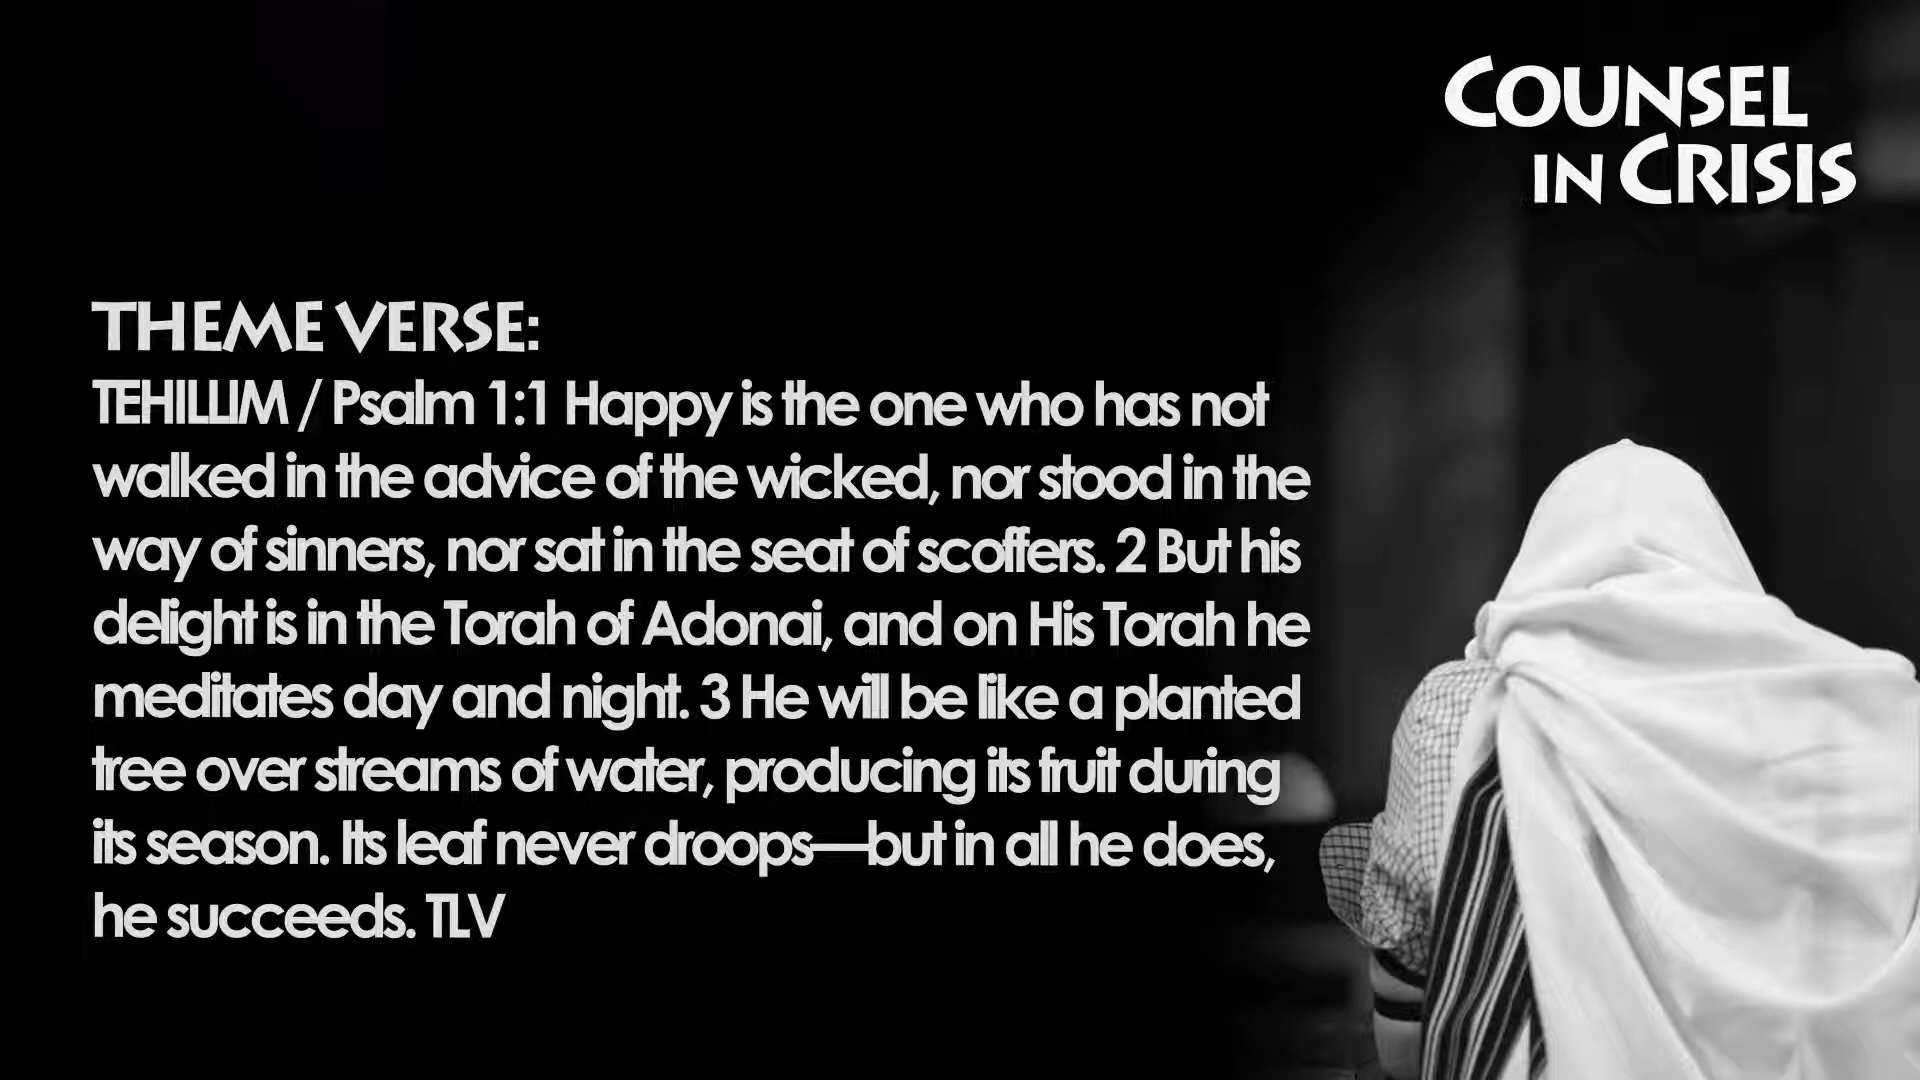 COUNSEL
IN CRISIS
THEME VERSE:
TEHILLIM / Psalm 1:1 Happy is the one who has not
walked in the advice of the wicked, nor stood in the
way of sinners, nor sat in the seat of scoffers. 2 But his
delight is in the Torah of Adonai, and on His Torah he
meditates day and night. 3 He will be like a planted
tree over streams of water, producing its fruit during
its season. Its leaf never droops—but in all he does,
he succeeds. TLV